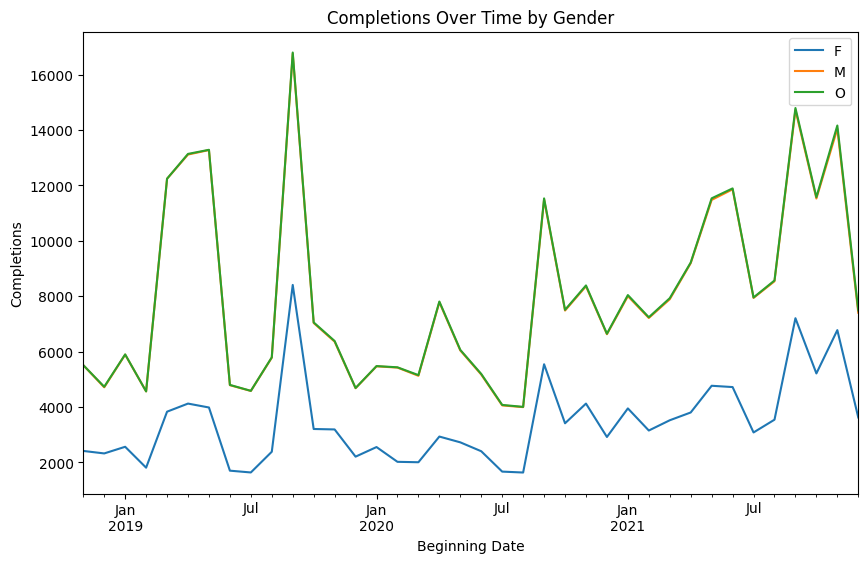 Completions Over Time by Gender
F
M
O
16000
14000
12000
10000
8000
6000
4000
2000
Completions
Jan
2019
Jul
Jan
2020
Jul
Jan
2021
Jul
Beginning Date